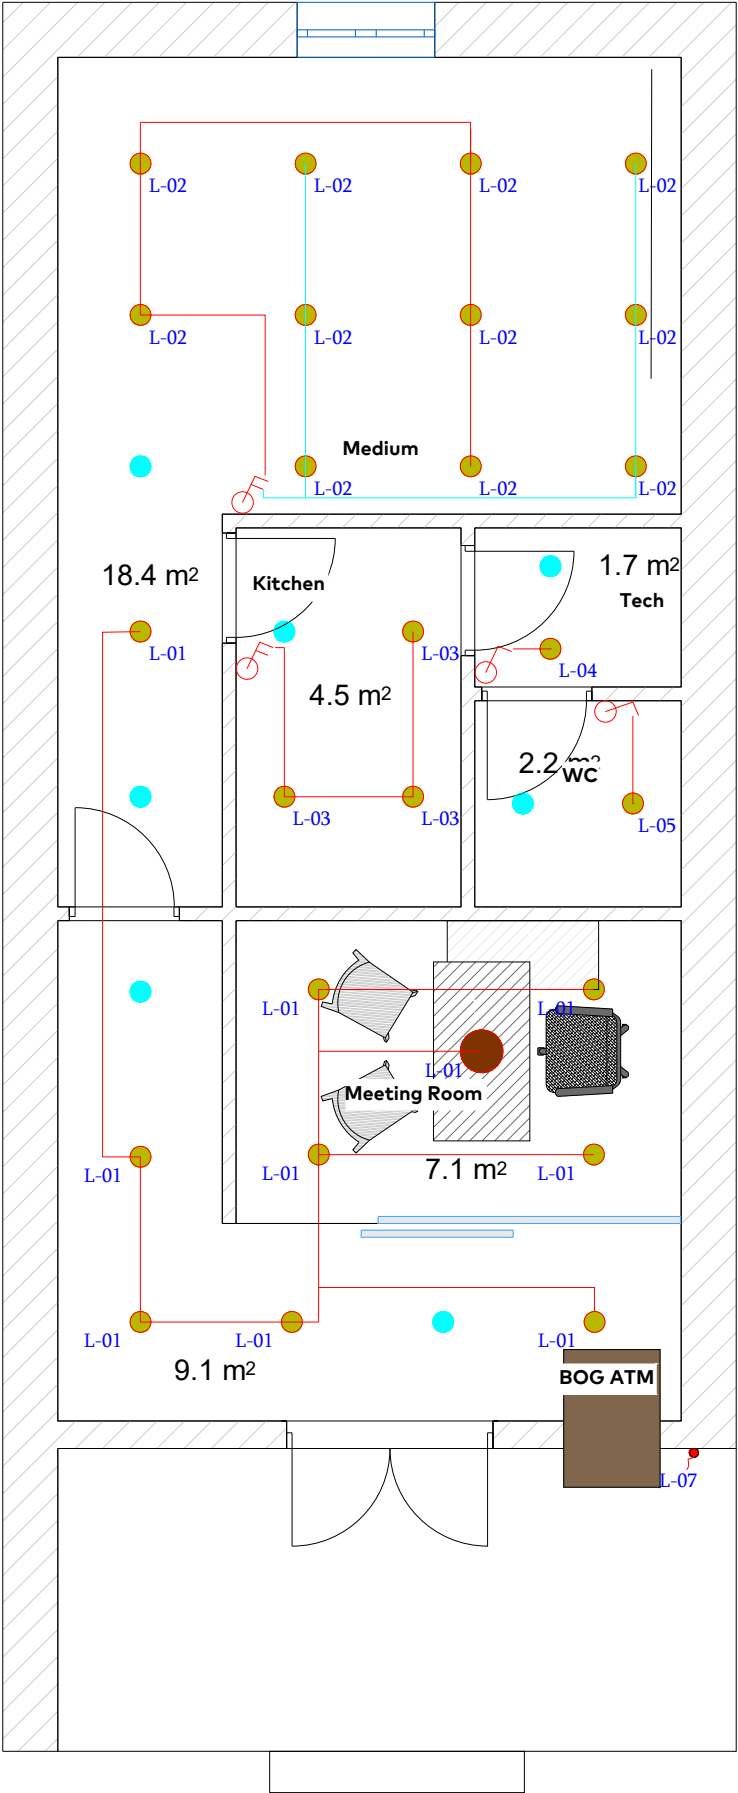 L-02 L-02 L-02 L-02
L-02 L-02 L-02 L-02
Medium
L-02 L-02 L-02
18.4 m²
Kitchen
1.7 m²
Tech
L-01
L-03
L-04
4.5 m²
2.2 m²
WC
L-03
L-03
L-05
L-01
L-01
L-01
Meeting Room
L-01
L-01
L-01
7.1 m²
L-01
L-01
L-01
9.1 m²
BOG ATM
L-07